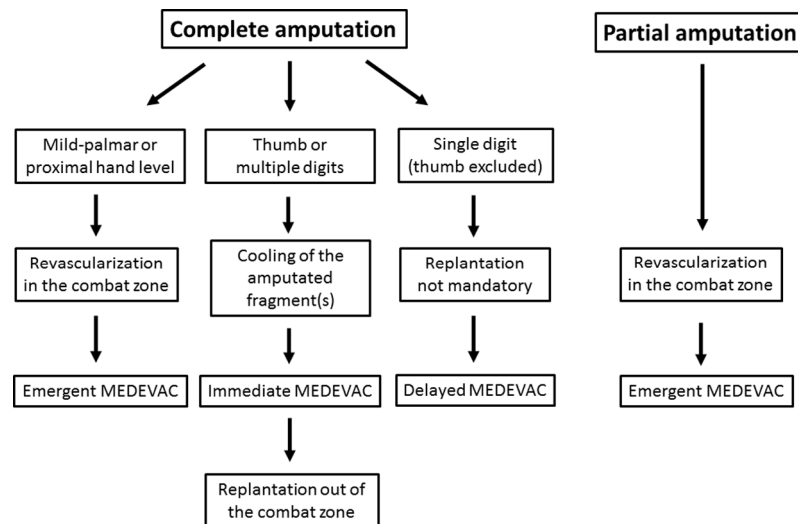 Complete amputation
Partial amputation
Mild-palmar or
proximal hand level
Thumb or
multiple digits
Single digit
(thumb excluded)
Revascularization
in the combat zone
Cooling of the
amputated
fragment(s)
Replantation
not mandatory
Revascularization
in the combat zone
Emergent MEDEVAC
Immediate MEDEVAC
Delayed MEDEVAC
Emergent MEDEVAC
Replantation out of
the combat zone